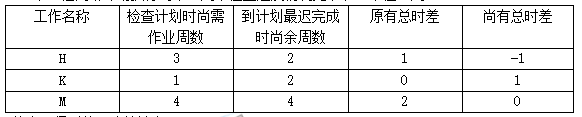 工作名称 检查计划时尚需作业周数 到计划最迟完成时尚余周数 原有总时差 尚有总时差
H 3 2 1 -1
K 1 2 0 1
M 4 4 2 0